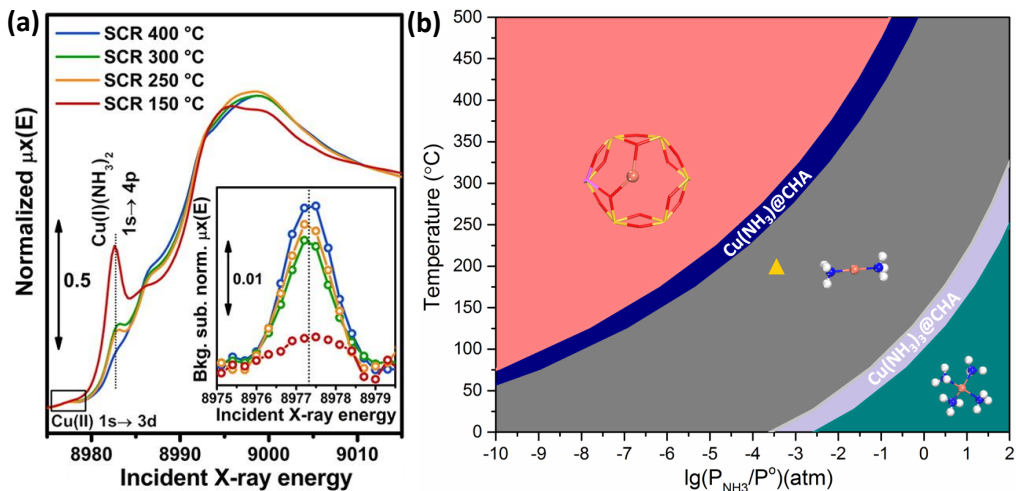 (a)
SCR 400 °C
SCR 300 °C
SCR 250 °C
SCR 150 °C
Normalized µx(E)
0.5
Cu(I)(NH₃)₂
1s→ 4p
Cu(II) 1s→ 3d
Bkg. sub. norm. µx(E)
0.01
8975 8976 8977 8978 8979
Incident X-ray energy
8980 8990 9000 9010
Incident X-ray energy
(b)
Temperature (°C)
500
450
400
350
300
250
200
150
100
50
0
Cu(NH₃)@CHA
Cu(NH₃)₃@CHA
-10 -9 -8 -7 -6 -5 -4 -3 -2 -1 0 1 2
lg(P_NH3/P°)(atm)